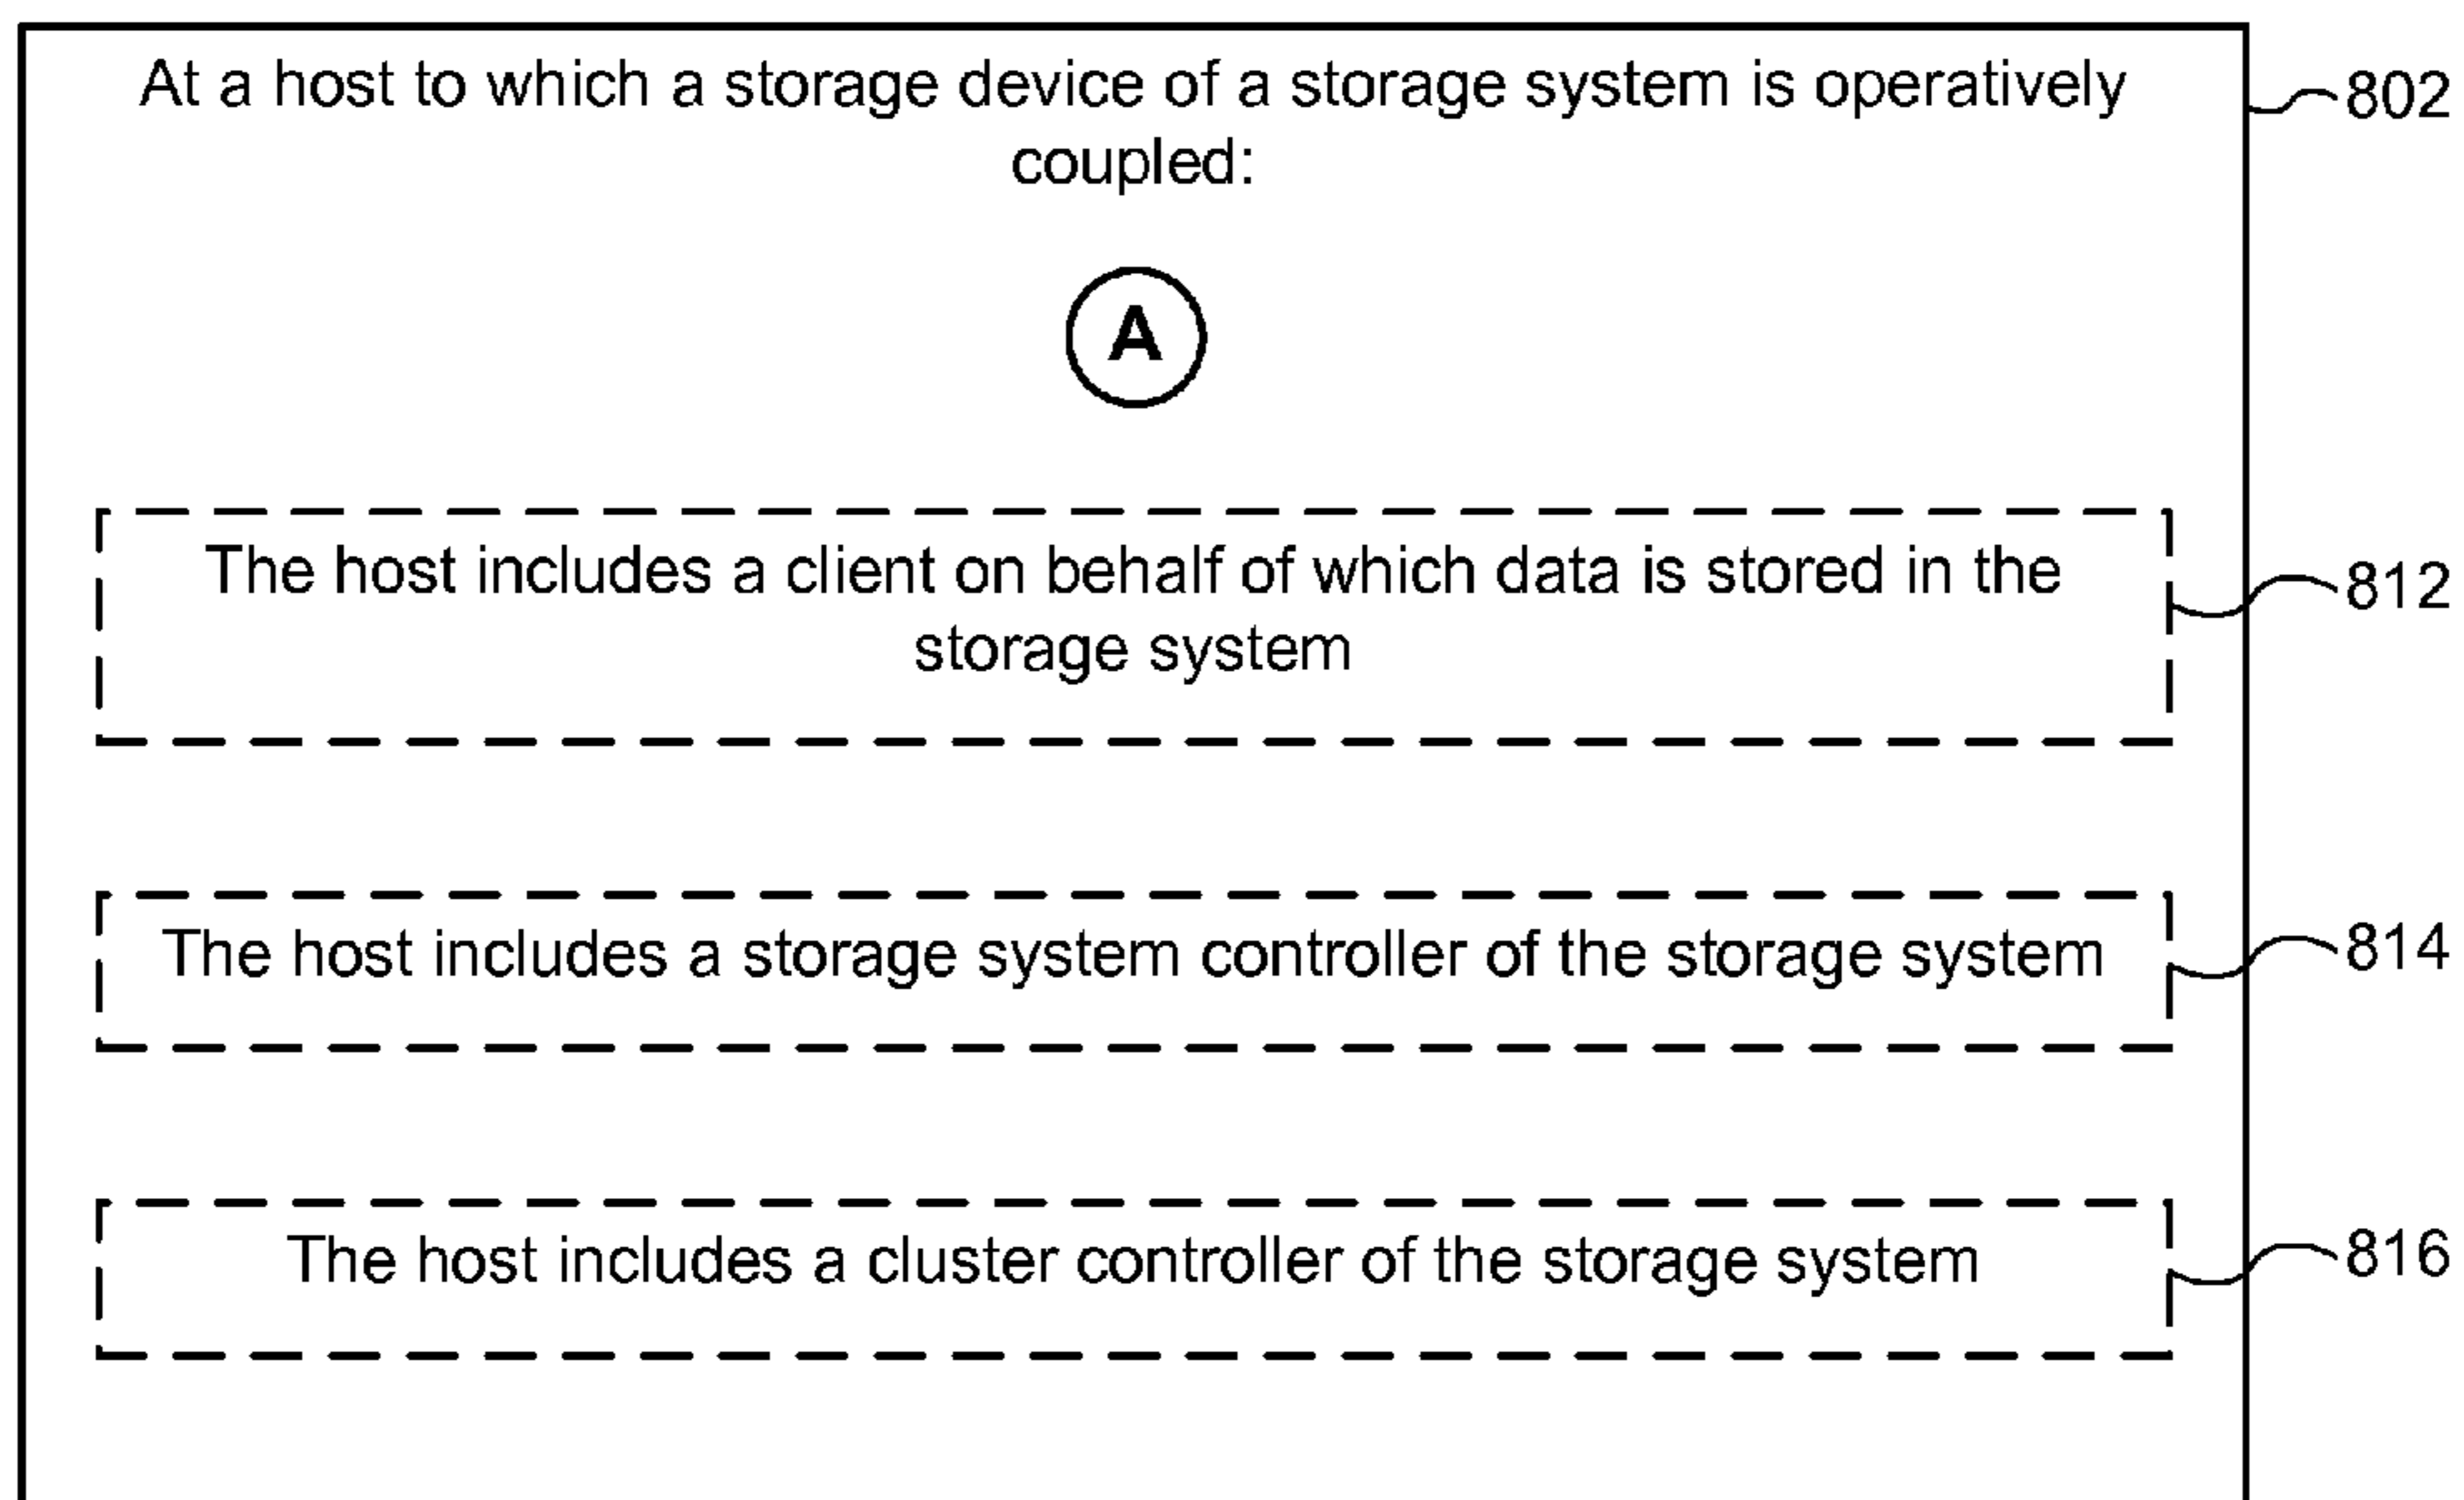 At a host to which a storage device of a storage system is operatively
802
coupled:
A
The host includes a client on behalf of which data is stored in the
812
storage system
The host includes a storage system controller of the storage system
814
The host includes a cluster controller of the storage system
816